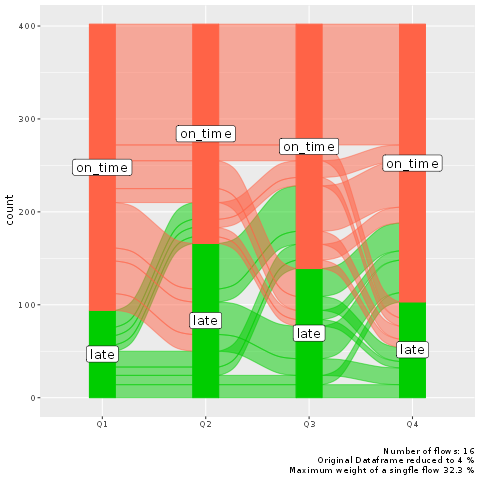 400
300
200
100
0
count
on_time
on_time
on_time
on_time
late
late
late
late
Q1
Q2
Q3
Q4
Number of flows: 16
Original Dataframe reduced to 4 %
Maximum weight of a singfle flow 32.3 %